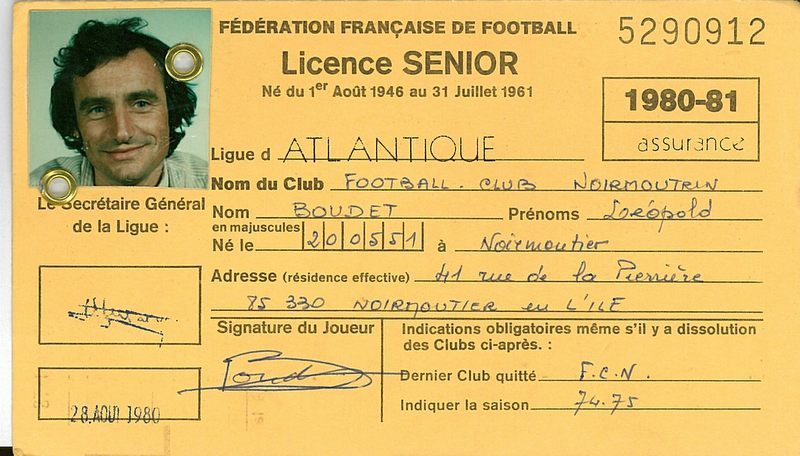 FÉDÉRATION FRANÇAISE DE FOOTBALL 5290912
Licence SENIOR
Né du 1er Août 1946 au 31 Juillet 1961
1980-81
assurance
Ligue d ATLANTIQUE
Nom du Club FOOTBALL. CLUB NOIRMOUTRIN
Le Secrétaire Général
de la Ligue :
Nom BOUDET Prénoms Léopold
en majuscules
Né le 200551 à Noirmoutier
Adresse (résidence effective) 41 rue de la
85 330 NOIRMOUTIER en L'ILE
Signature du Joueur
Indications obligatoires même s'il y a dissolution
des Clubs ci-après. :
Dernier Club quitté F.C.N.
Indiquer la saison 74.75
28. AOUT 1980